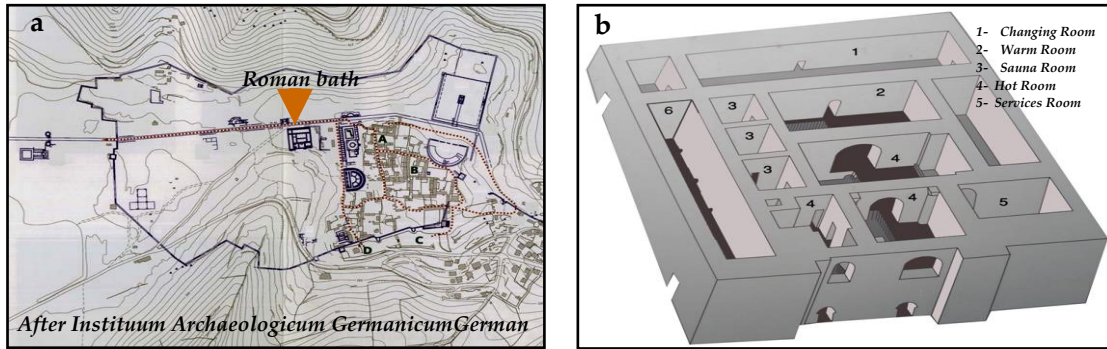 a
Roman bath
A
B
C
D
After Instituum Archaeologicum GermanicumGerman
b
1- Changing Room
2- Warm Room
3- Sauna Room
4- Hot Room
5- Services Room
1
2
3
3
3
4
4
4
5
6